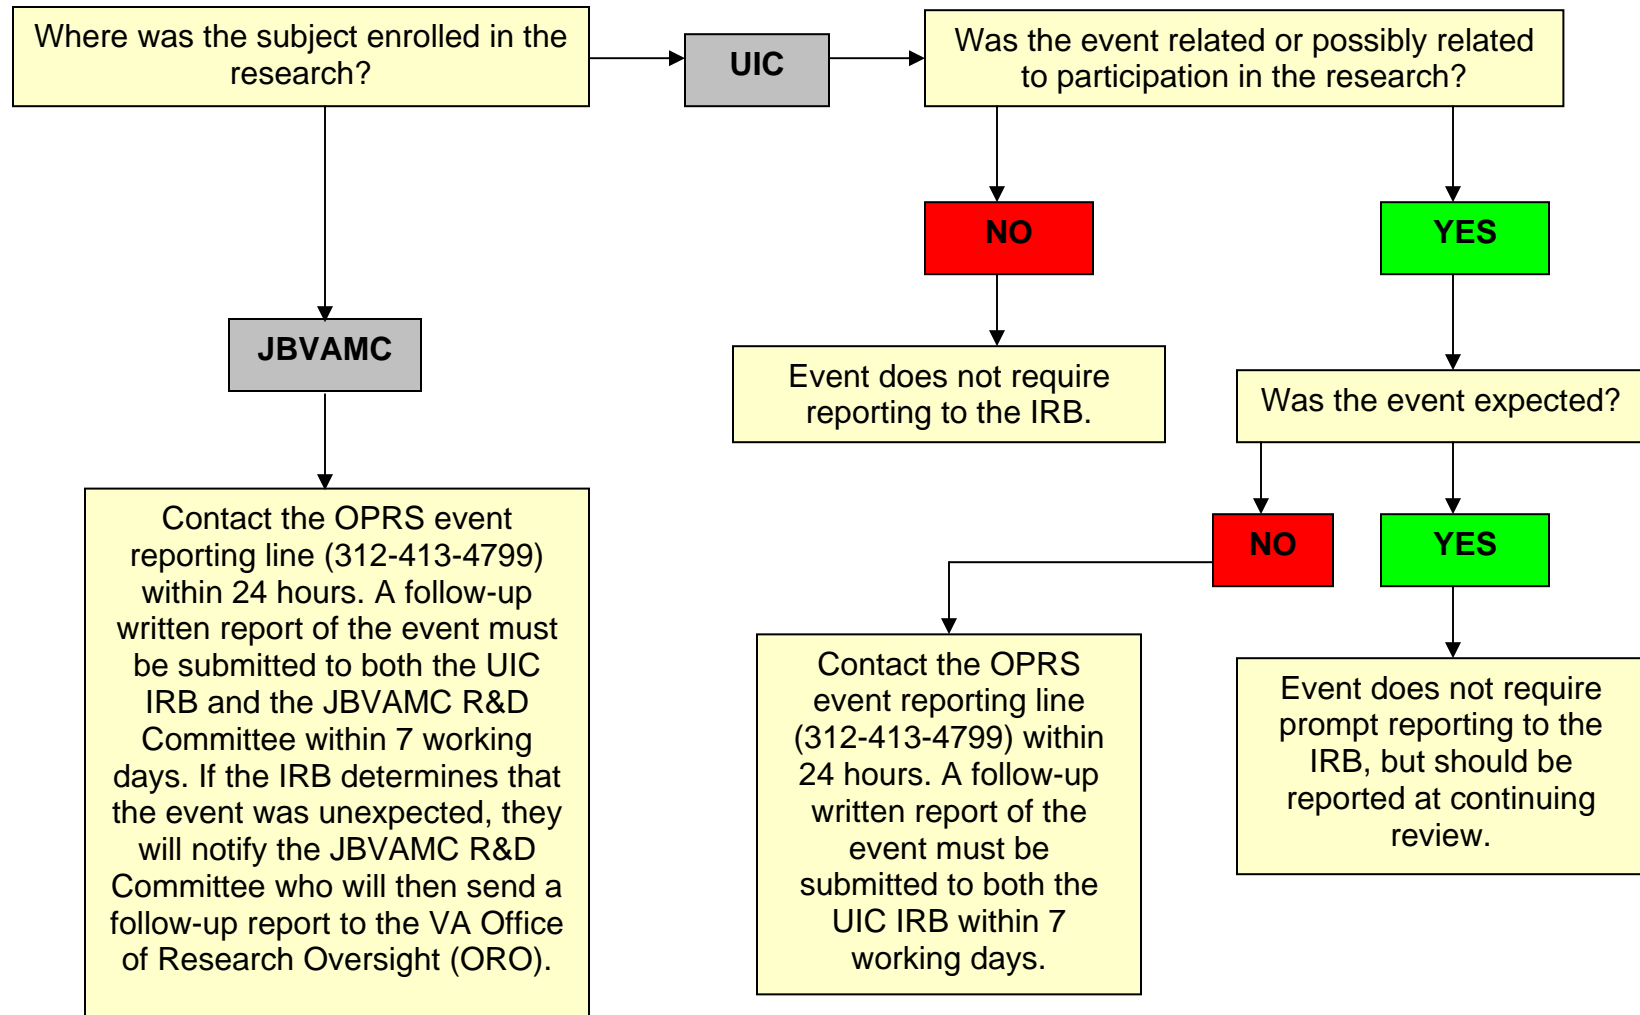 Where was the subject enrolled in the
research?
UIC
Was the event related or possibly related
to participation in the research?
NO
YES
JBVAMC
Event does not require
reporting to the IRB.
Was the event expected?
NO
YES
Contact the OPRS event
reporting line (312-413-4799)
within 24 hours. A follow-up
written report of the event must
be submitted to both the UIC
IRB and the JBVAMC R&D
Committee within 7 working
days. If the IRB determines that
the event was unexpected, they
will notify the JBVAMC R&D
Committee who will then send a
follow-up report to the VA Office
of Research Oversight (ORO).
Contact the OPRS
event reporting line
(312-413-4799) within
24 hours. A follow-up
written report of the
event must be
submitted to both the
UIC IRB within 7
working days.
Event does not require
prompt reporting to the
IRB, but should be
reported at continuing
review.